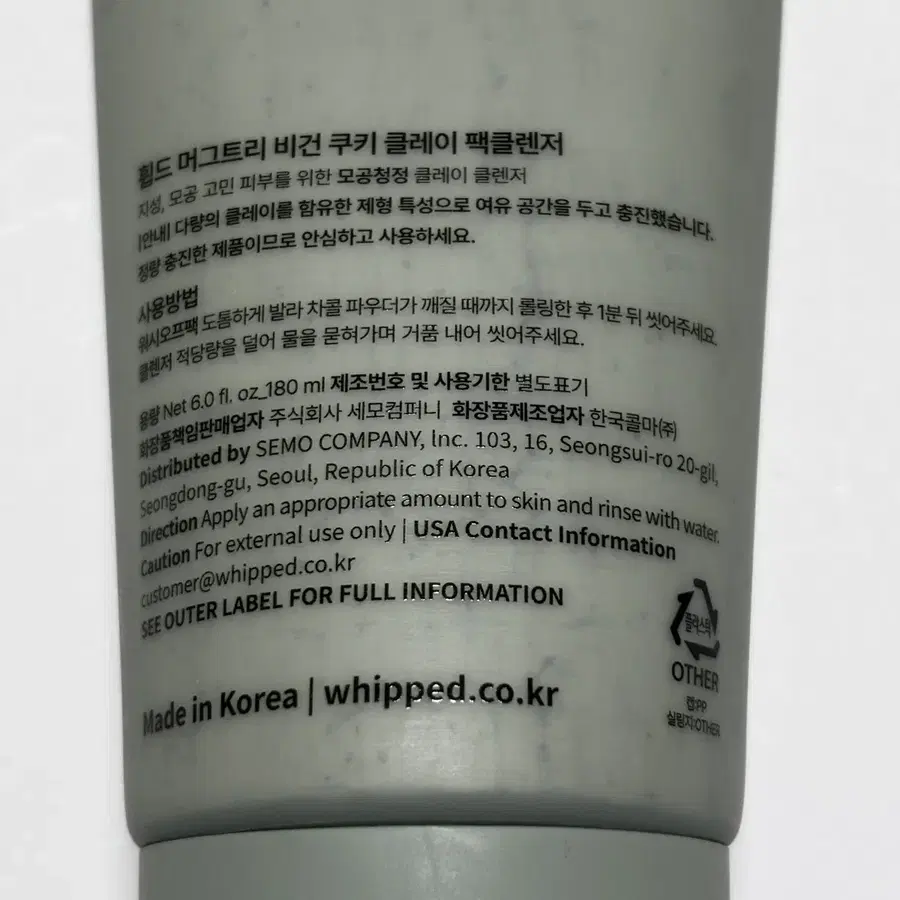 휩드 머그트리 비건 쿠키 클레이 팩클렌저
지성, 모공 고민 피부를 위한 모공청정 클레이 클렌저
|안내| 다량의 클레이를 함유한 제형 특성으로 여유 공간을 두고 충진했습니다.
정량 충진한 제품이므로 안심하고 사용하세요.
사용방법
워시오프팩 도톰하게 발라 차콜 파우더가 깨질 때까지 롤링한 후 1분 뒤 씻어주세요.
클렌저 적당량을 덜어 물을 묻혀가며 거품 내어 씻어주세요.
용량 Net 6.0 fl. oz_180 ml 제조번호 및 사용기한 별도표기
화장품책임판매업자 주식회사 세모컴퍼니 화장품제조업자 한국콜마(주)
Distributed by SEMO COMPANY, Inc. 103, 16, Seongsui-ro 20-gil,
Seongdong-gu, Seoul, Republic of Korea
Direction Apply an appropriate amount to skin and rinse with water.
Caution For external use only | USA Contact Information
customer@whipped.co.kr
SEE OUTER LABEL FOR FULL INFORMATION
플라스틱
OTHER
캡:PP
실링지:OTHER
Made in Korea | whipped.co.kr